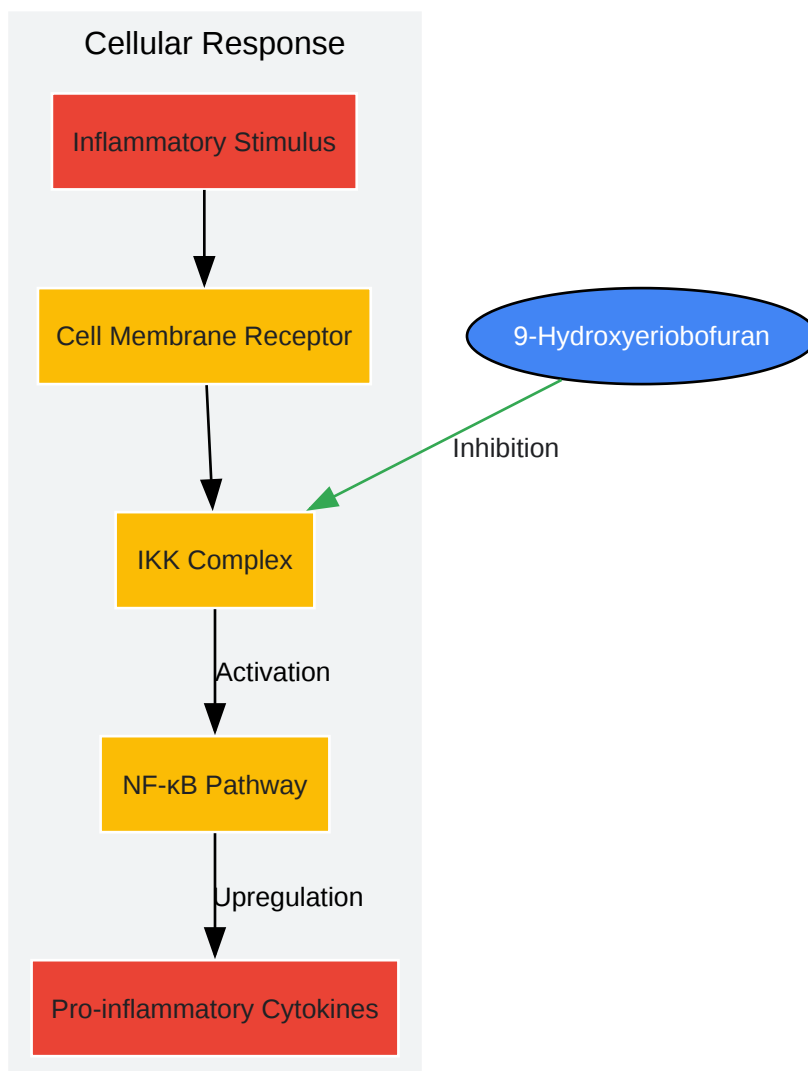 Cellular Response
Inflammatory Stimulus
Cell Membrane Receptor
9-Hydroxyeriobofuran
Inhibition
IKK Complex
Activation
NF-κB Pathway
Upregulation
Pro-inflammatory Cytokines